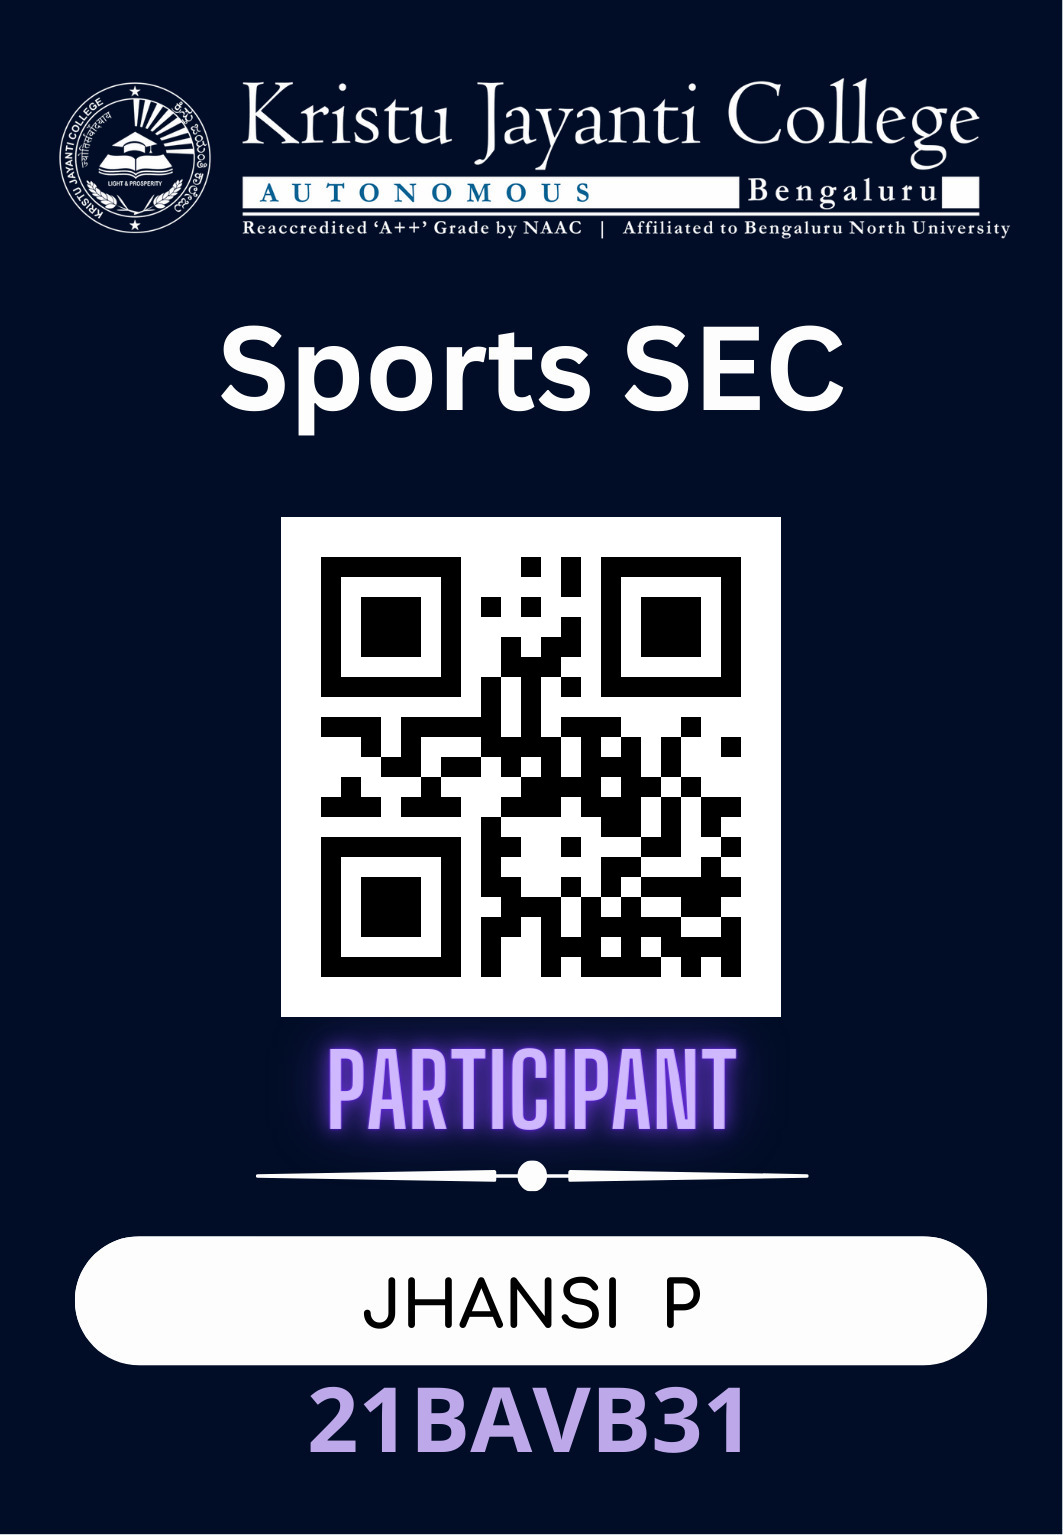 Kristu Jayanti College
AUTONOMOUS Bengaluru
Reaccredited ‘A++’ Grade by NAAC | Affiliated to Bengaluru North University
KRISTU JAYANTI COLLEGE
LIGHT & PROSPERITY
Sports SEC
PARTICIPANT
JHANSI P
21BAVB31